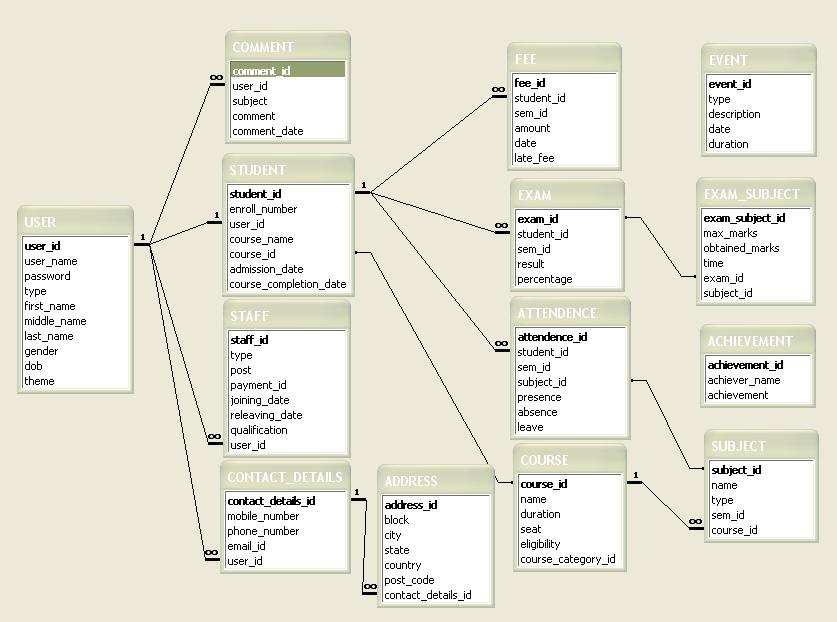 COMMENT
comment_id
user_id
subject
comment
comment_date
STUDENT
student_id
enroll_number
user_id
course_name
course_id
admission_date
course_completion_date
USER
user_id
user_name
password
type
first_name
middle_name
last_name
gender
dob
theme
STAFF
staff_id
type
post
payment_id
joining_date
releaving_date
qualification
user_id
CONTACT_DETAILS
contact_details_id
mobile_number
phone_number
email_id
user_id
ADDRESS
address_id
block
city
state
country
post_code
contact_details_id
FEE
fee_id
student_id
sem_id
amount
date
late_fee
EXAM
exam_id
student_id
sem_id
result
percentage
ATTENDENCE
attendence_id
student_id
sem_id
subject_id
presence
absence
leave
COURSE
course_id
name
duration
seat
eligibility
course_category_id
EVENT
event_id
type
description
date
duration
EXAM_SUBJECT
exam_subject_id
max_marks
obtained_marks
time
exam_id
subject_id
ACHIEVEMENT
achievement_id
achiever_name
achievement
SUBJECT
subject_id
name
type
sem_id
course_id
1
∞
1
∞
∞
1
∞
1
∞
∞
∞
1
∞